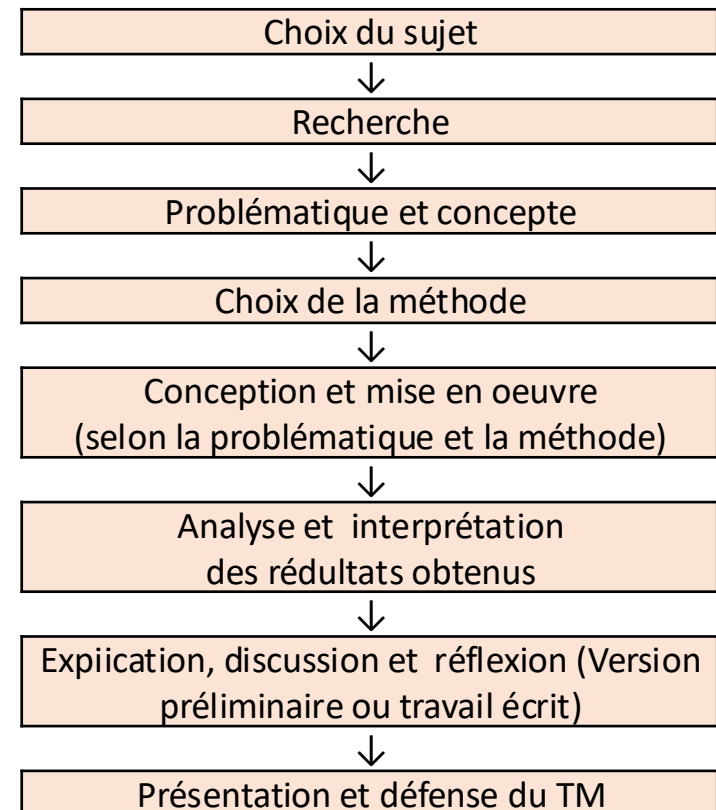 Choix du sujet
↓
Recherche
↓
Problématique et concepte
↓
Choix de la méthode
↓
Conception et mise en oeuvre
(selon la problématique et la méthode)
↓
Analyse et interprétation
des rédultats obtenus
↓
Expiication, discussion et réflexion (Version
préliminaire ou travail écrit)
↓
Présentation et défense du TM